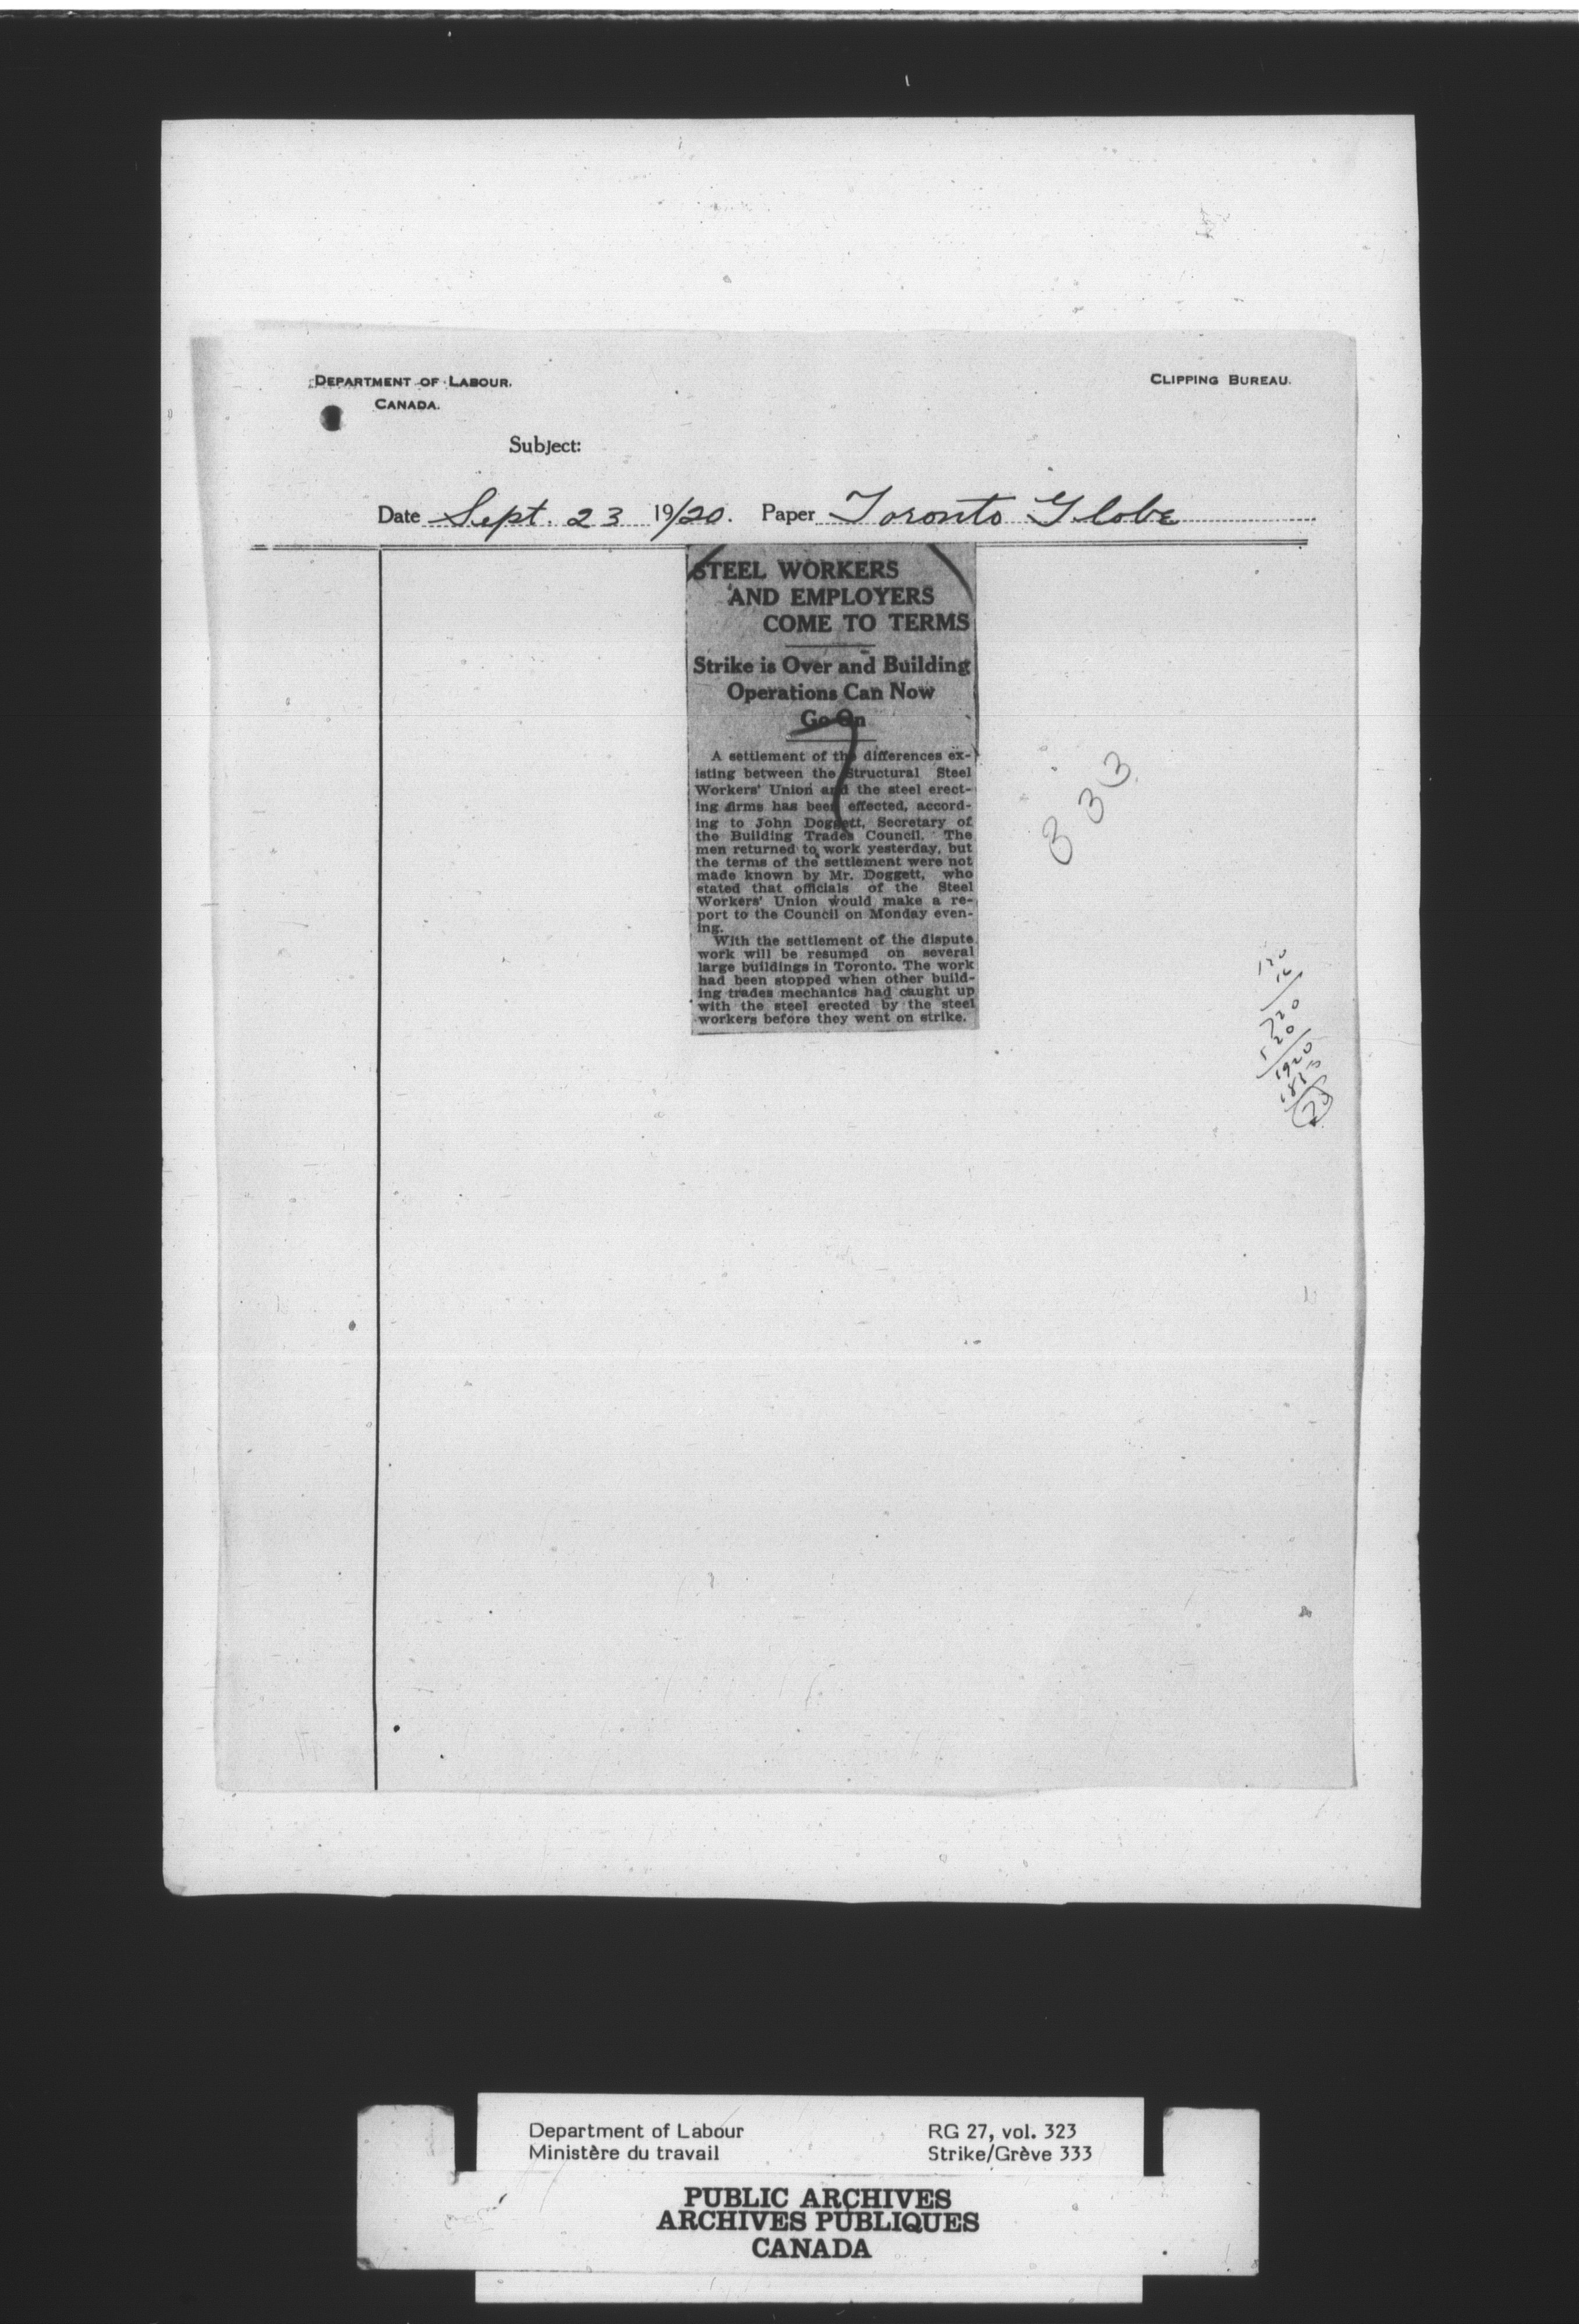 DEPARTMENT OF LABOUR.
CLIPPING BUREAU.
CANADA.
Subject:
Date Sept. 23 19/20. Paper Toronto Globe
STEEL WORKERS
AND EMPLOYERS
COME TO TERMS
Strike is Over and Building
Operations Can Now
Go On
A settlement of the differences ex-
isting between the Structural Steel
Workers' Union and the steel erect-
ing firms has been effected, accord-
ing to John Doggett, Secretary of
the Building Trades Council. The
men returned to work yesterday, but
the terms of the settlement were not
made known by Mr. Doggett, who
stated that officials of the Steel
Workers' Union would make a re-
port to the Council on Monday even-
ing.
With the settlement of the dispute
work will be resumed on several
large buildings in Toronto. The work
had been stopped when other build-
ing trades mechanics had caught up
with the steel erected by the steel
workers before they went on strike.
333
720
1920
Department of Labour
Ministère du travail
RG 27, vol. 323
Strike/Grève 333
PUBLIC ARCHIVES
ARCHIVES PUBLIQUES
CANADA